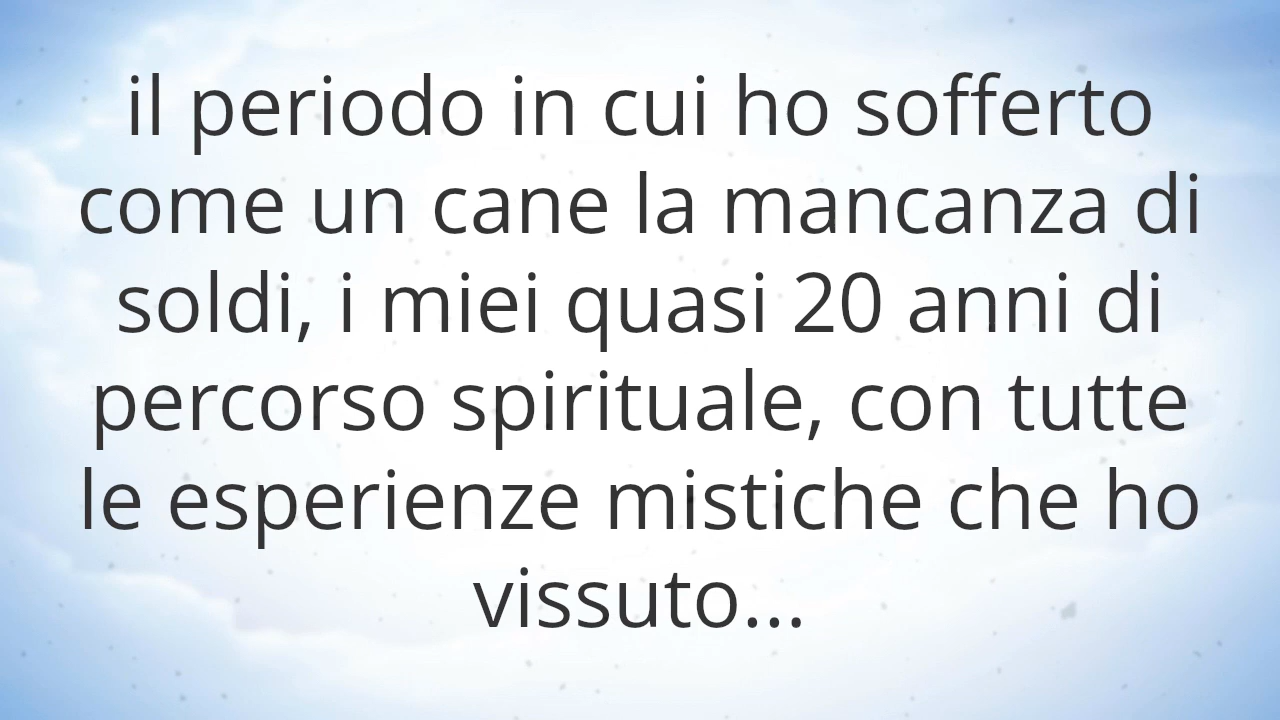 il periodo in cui ho sofferto
come un cane la mancanza di
soldi, i miei quasi 20 anni di
percorso spirituale, con tutte
le esperienze mistiche che ho
vissuto...